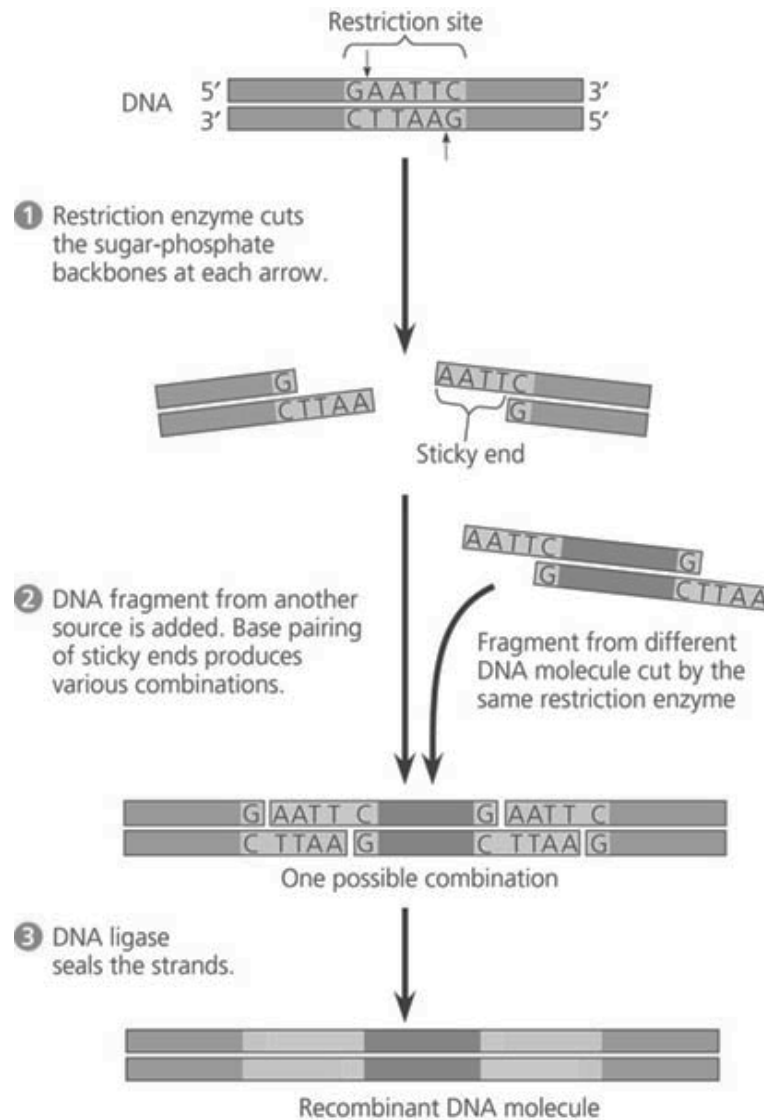 Restriction site
5′ GAATTC 3′
DNA
3′ CTTAAG 5′
1 Restriction enzyme cuts
the sugar-phosphate
backbones at each arrow.
G
CTTAA
AATTC
G
Sticky end
AATTC G
G CTTAA
2 DNA fragment from another
source is added. Base pairing
of sticky ends produces
various combinations.
Fragment from different
DNA molecule cut by the
same restriction enzyme
G AATT C G AATT C
C TTAA G C TTAA G
One possible combination
3 DNA ligase
seals the strands.
Recombinant DNA molecule